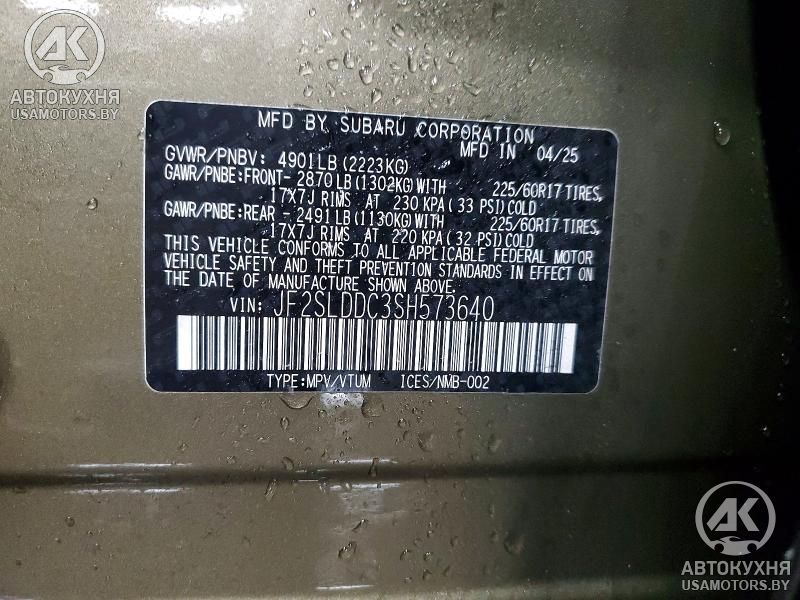 АК
АВТОКУХНЯ
USAMOTORS.BY
MFD BY SUBARU CORPORATION
MFD IN 04/25
GVWR/PNBV: 4901LB (2223KG)
GAWR/PNBE:FRONT- 2870LB (1302KG) WITH 225/60R17 TIRES,
17X7J RIMS AT 230 KPA (33 PSI) COLD
GAWR/PNBE:REAR - 2491 LB (1130KG) WITH 225/60R17 TIRES,
17X7J RIMS AT 220 KPA (32 PSI) COLD
THIS VEHICLE CONFORMS TO ALL APPLICABLE FEDERAL MOTOR
VEHICLE SAFETY AND THEFT PREVENTION STANDARDS IN EFFECT ON
THE DATE OF MANUFACTURE SHOWN ABOVE.
VIN: JF2SLDDC3SH573640
TYPE:MPV/VTUM ICES/NMB-002
АК
АВТОКУХНЯ
USAMOTORS.BY